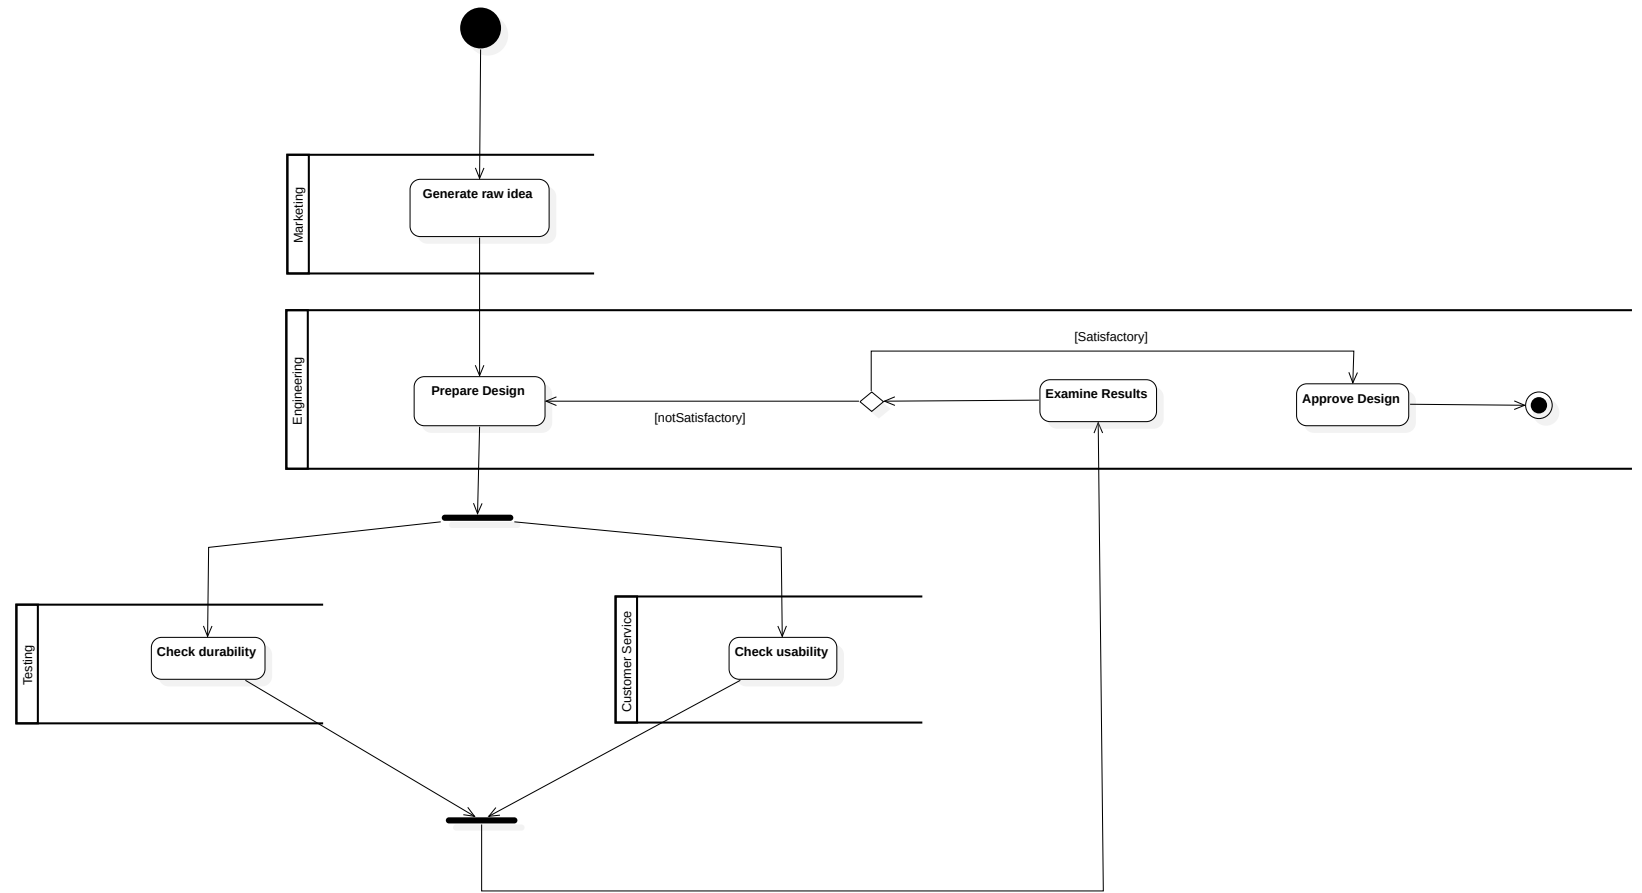 Marketing
Generate raw idea
Engineering
[Satisfactory]
Prepare Design
[notSatisfactory]
Examine Results
Approve Design
Testing
Check durability
Customer Service
Check usability